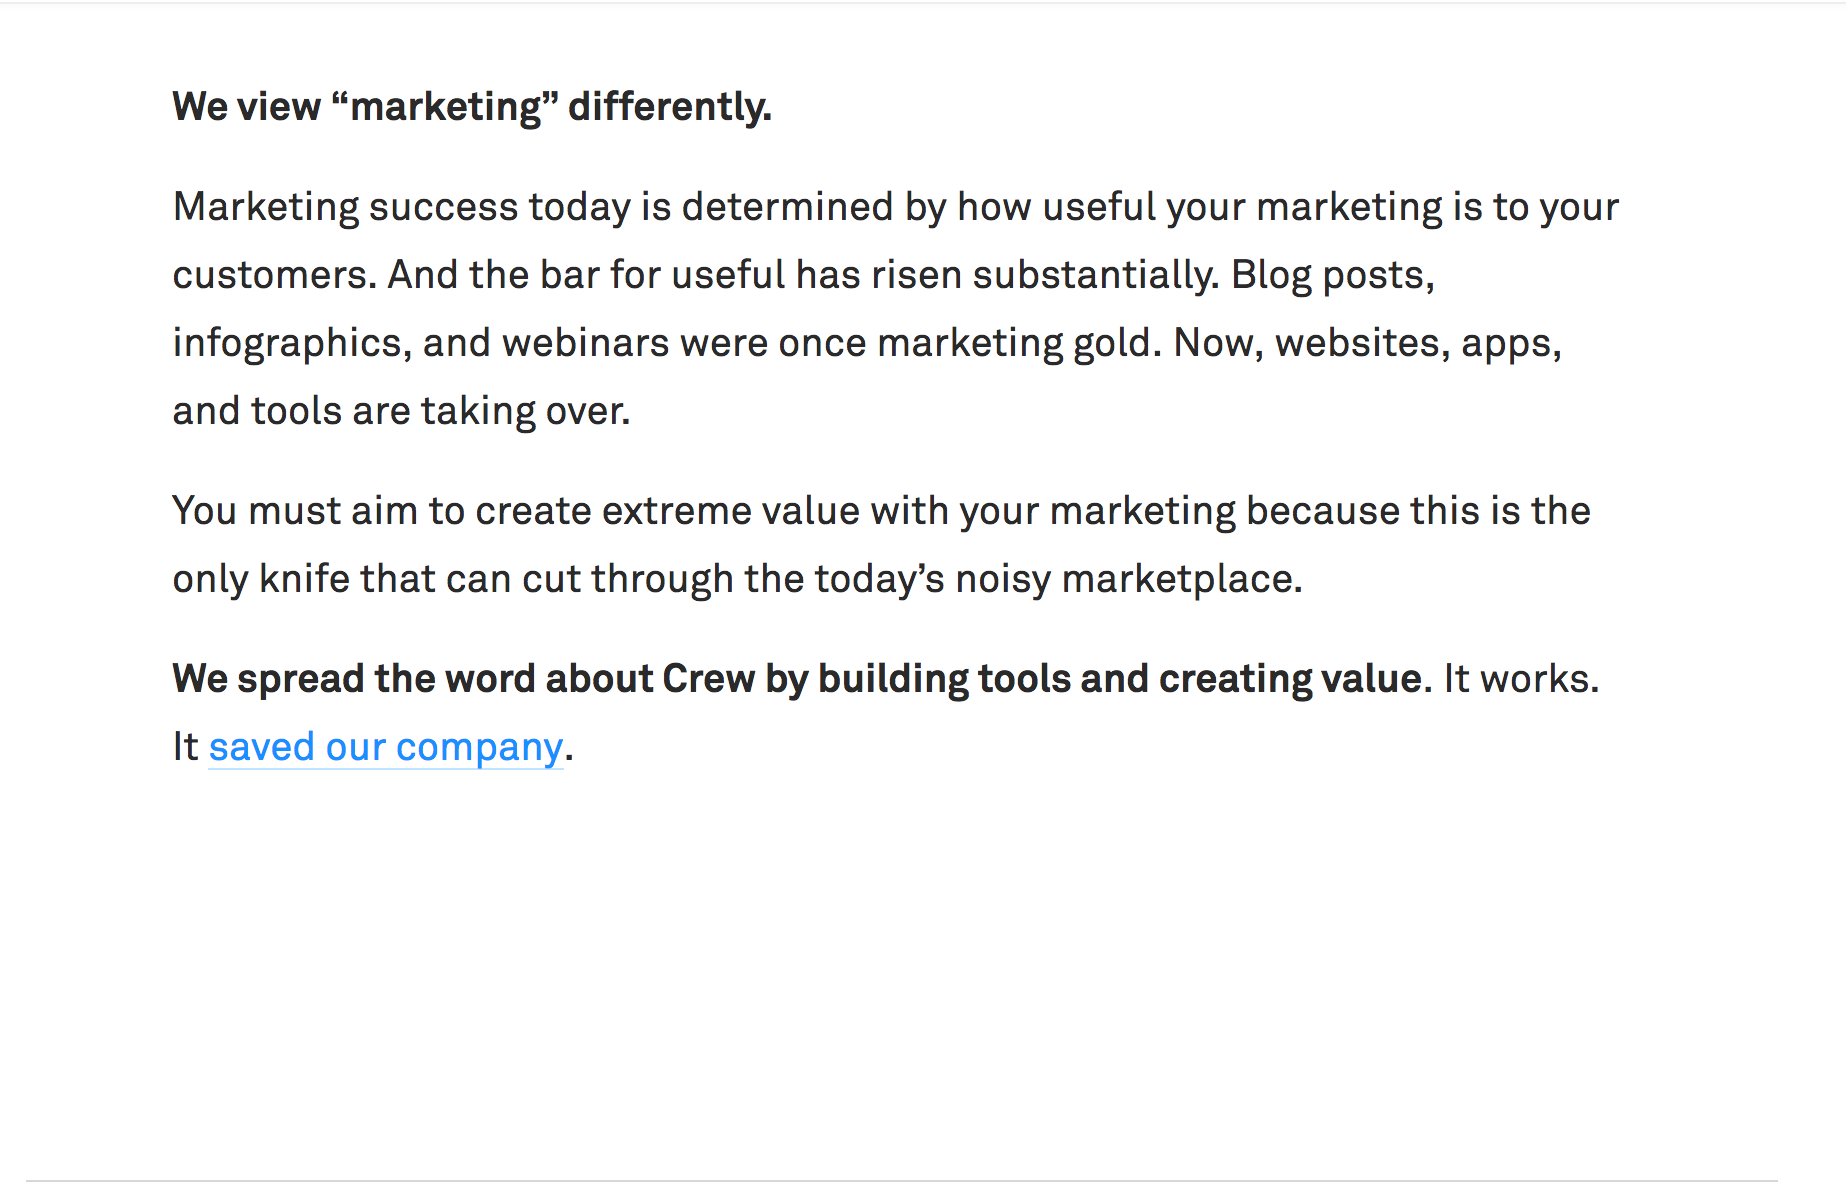 We view “marketing” differently.
Marketing success today is determined by how useful your marketing is to your
customers. And the bar for useful has risen substantially. Blog posts,
infographics, and webinars were once marketing gold. Now, websites, apps,
and tools are taking over.
You must aim to create extreme value with your marketing because this is the
only knife that can cut through the today’s noisy marketplace.
We spread the word about Crew by building tools and creating value. It works.
It saved our company.